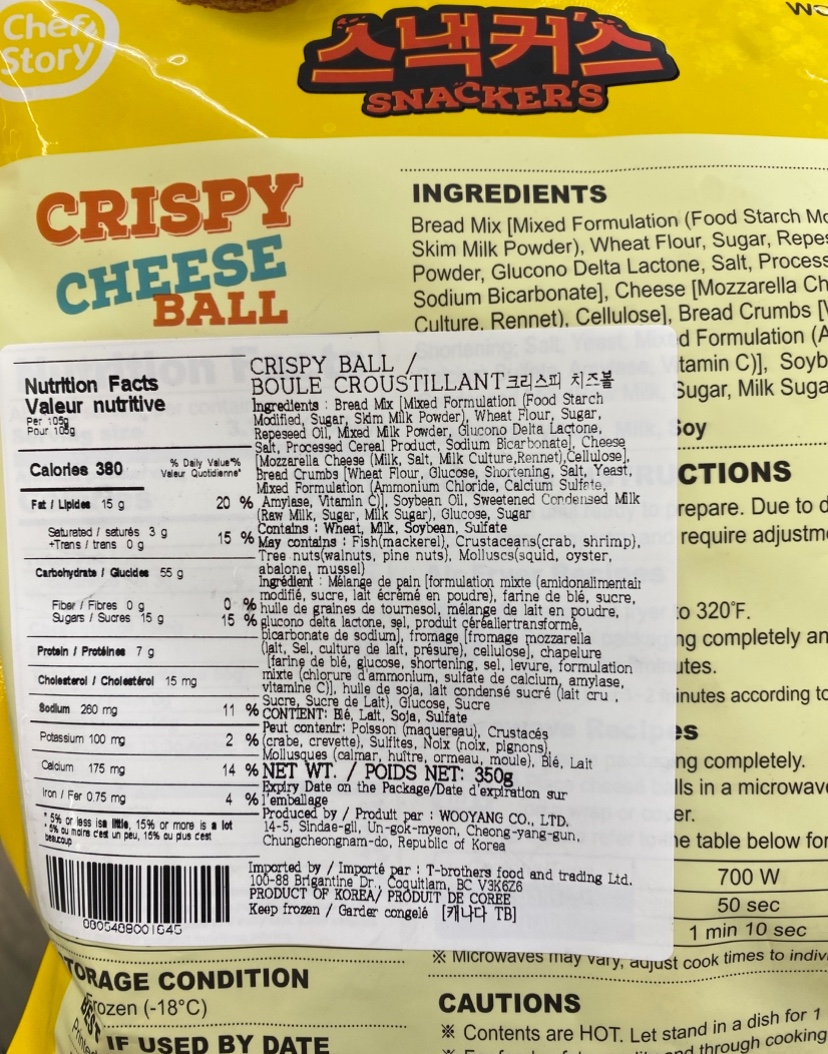 Chef
Story
스낵커스
SNACKER'S
CRISPY
CHEESE
BALL
INGREDIENTS
Bread Mix [Mixed Formulation (Food Starch
Skim Milk Powder), Wheat Flour, Sugar,
Powder, Glucono Delta Lactone, Salt,
Sodium Bicarbonate], Cheese [Mozzarella
Culture, Rennet), Cellulose], Bread Crumbs
Formulation
C)],
Sugar, Milk
Soy
Nutrition Facts
Valeur nutritive
Per 105g
Pour 105g
Calories 380
% Daily Value*
% Valeur Quotidienne*
Fat / Lipides 15 g 20 %
Saturated / saturés 3 g
+Trans / trans 0 g 15 %
Carbohydrate / Glucides 55 g
Fiber / Fibres 0 g 0 %
Sugars / Sucres 15 g 15 %
Protein / Protéines 7 g
Cholesterol / Cholestérol 15 mg
Sodium 260 mg 11 %
Potassium 100 mg 2 %
Calcium 175 mg 14 %
Iron / Fer 0.75 mg 4 %
* 5% or less isa little, 15% or more is a lot
*5% ou moins c'est un peu, 15% ou plus c'est
beaucoup
0805489001645
CRISPY BALL /
BOULE CROUSTILLANT크리스피 치즈볼
Ingredients : Bread Mix [Mixed Formulation (Food Starch
Modified, Sugar, Skim Milk Powder), Wheat Flour, Sugar,
Repeseed Oil, Mixed Milk Powder, Glucono Delta Lactone,
Salt, Processed Cereal Product, Sodium Bicarbonate], Cheese
[Mozzarella Cheese (Milk, Salt, Milk Culture,Rennet),Cellulose],
Bread Crumbs [Wheat Flour, Glucose, Shortening, Salt, Yeast,
Mixed Formulation (Ammonium Chloride, Calcium Sulfate,
Amylase, Vitamin C)], Soybean Oil, Sweetened Condensed Milk
(Raw Milk, Sugar, Milk Sugar), Glucose, Sugar
Contains : Wheat, Milk, Soybean, Sulfate
May contains : Fish(mackerel), Crustaceans(crab, shrimp),
Tree nuts(walnuts, pine nuts), Molluscs(squid, oyster,
abalone, mussel)
Ingrédient : Mélange de pain [formulation mixte (amidonalimentair
modifié, sucre, lait écrémé en poudre), farine de blé, sucre,
huile de graines de tournesol, mélange de lait en poudre,
glucono delta lactone, sel, produit céréaliertransformé,
bicarbonate de sodium], fromage [fromage mozzarella
(lait, Sel, culture de lait, présure), cellulose], chapelure
[farine de blé, glucose, shortening, sel, levure, formulation
mixte (chlorure d'ammonium, sulfate de calcium, amylase,
vitamine C)], huile de soja, lait condensé sucré (lait cru ,
Sucre, Sucre de Lait), Glucose, Sucre
CONTIENT: Blé, Lait, Soja, Sulfate
Peut contenir: Poisson (maquereau), Crustacés
(crabe, crevette), Sulfites, Noix (noix, pignons),
Mollusques (calmar, huître, ormeau, moule), Blé, Lait
NET WT. / POIDS NET: 350g
Expiry Date on the Package/Date d'expiration sur
l'emballage
Produced by / Produit par : WOOYANG CO., LTD.
14-5, Sindae-gil, Un-gok-myeon, Cheong-yang-gun,
Chungcheongnam-do, Republic of Korea
Imported by / Importé par : T-brothers food and trading Ltd.
100-88 Brigantine Dr., Coquitlam, BC V3K6Z6
PRODUCT OF KOREA/ PRODUIT DE COREE
Keep frozen / Garder congelé [캐나다 TB]
prepare. Due to
require
to 320°F.
completely
according to
completely.
in a
table below
700 W
50 sec
1 min 10 sec
※ Microwaves may vary, adjust cook times to
STORAGE CONDITION
Frozen (-18°C)
BEST IF USED BY DATE
CAUTIONS
※ Contents are HOT. Let stand in a dish for 1
through cooking